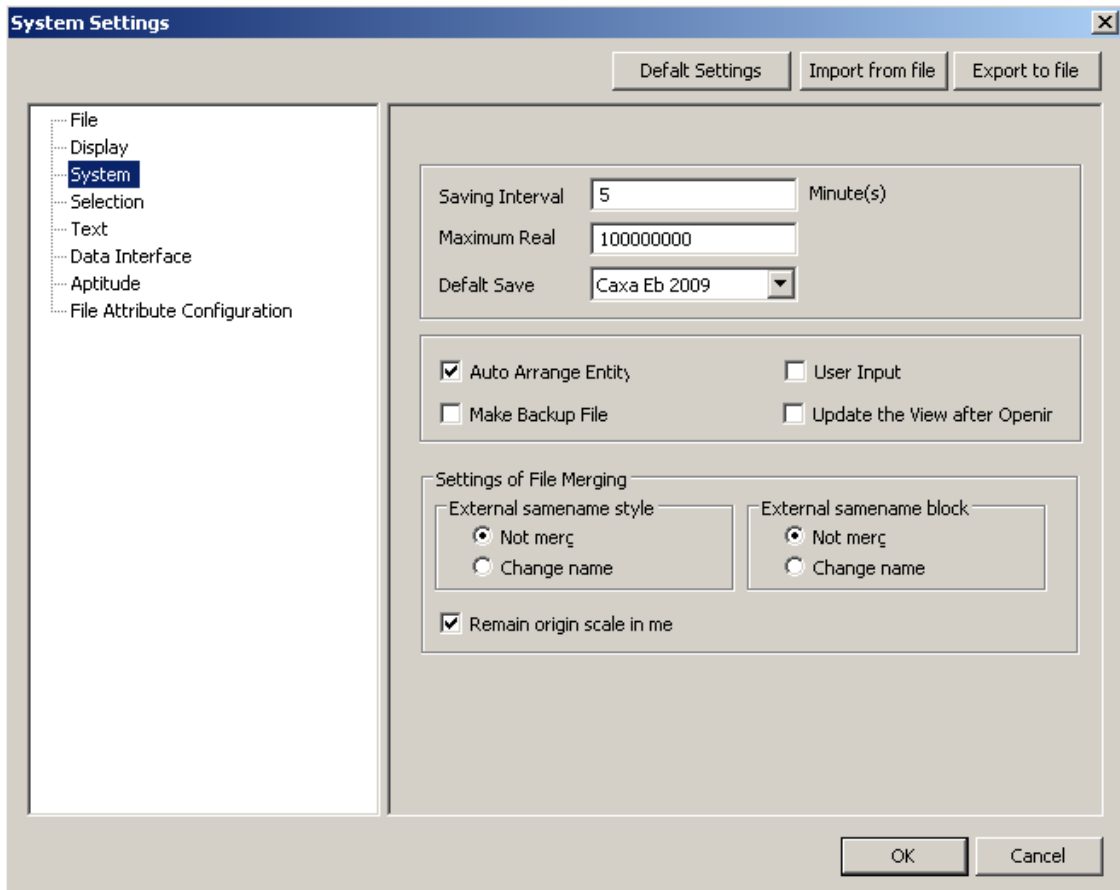 System Settings
Defalt Settings
Import from file
Export to file
File
Display
System
Selection
Text
Data Interface
Aptitude
File Attribute Configuration
Saving Interval 5 Minute(s)
Maximum Real 100000000
Defalt Save Caxa Eb 2009
Auto Arrange Entity
User Input
Make Backup File
Update the View after Openir
Settings of File Merging
External samename style
Not merg
Change name
External samename block
Not merg
Change name
Remain origin scale in me
OK
Cancel